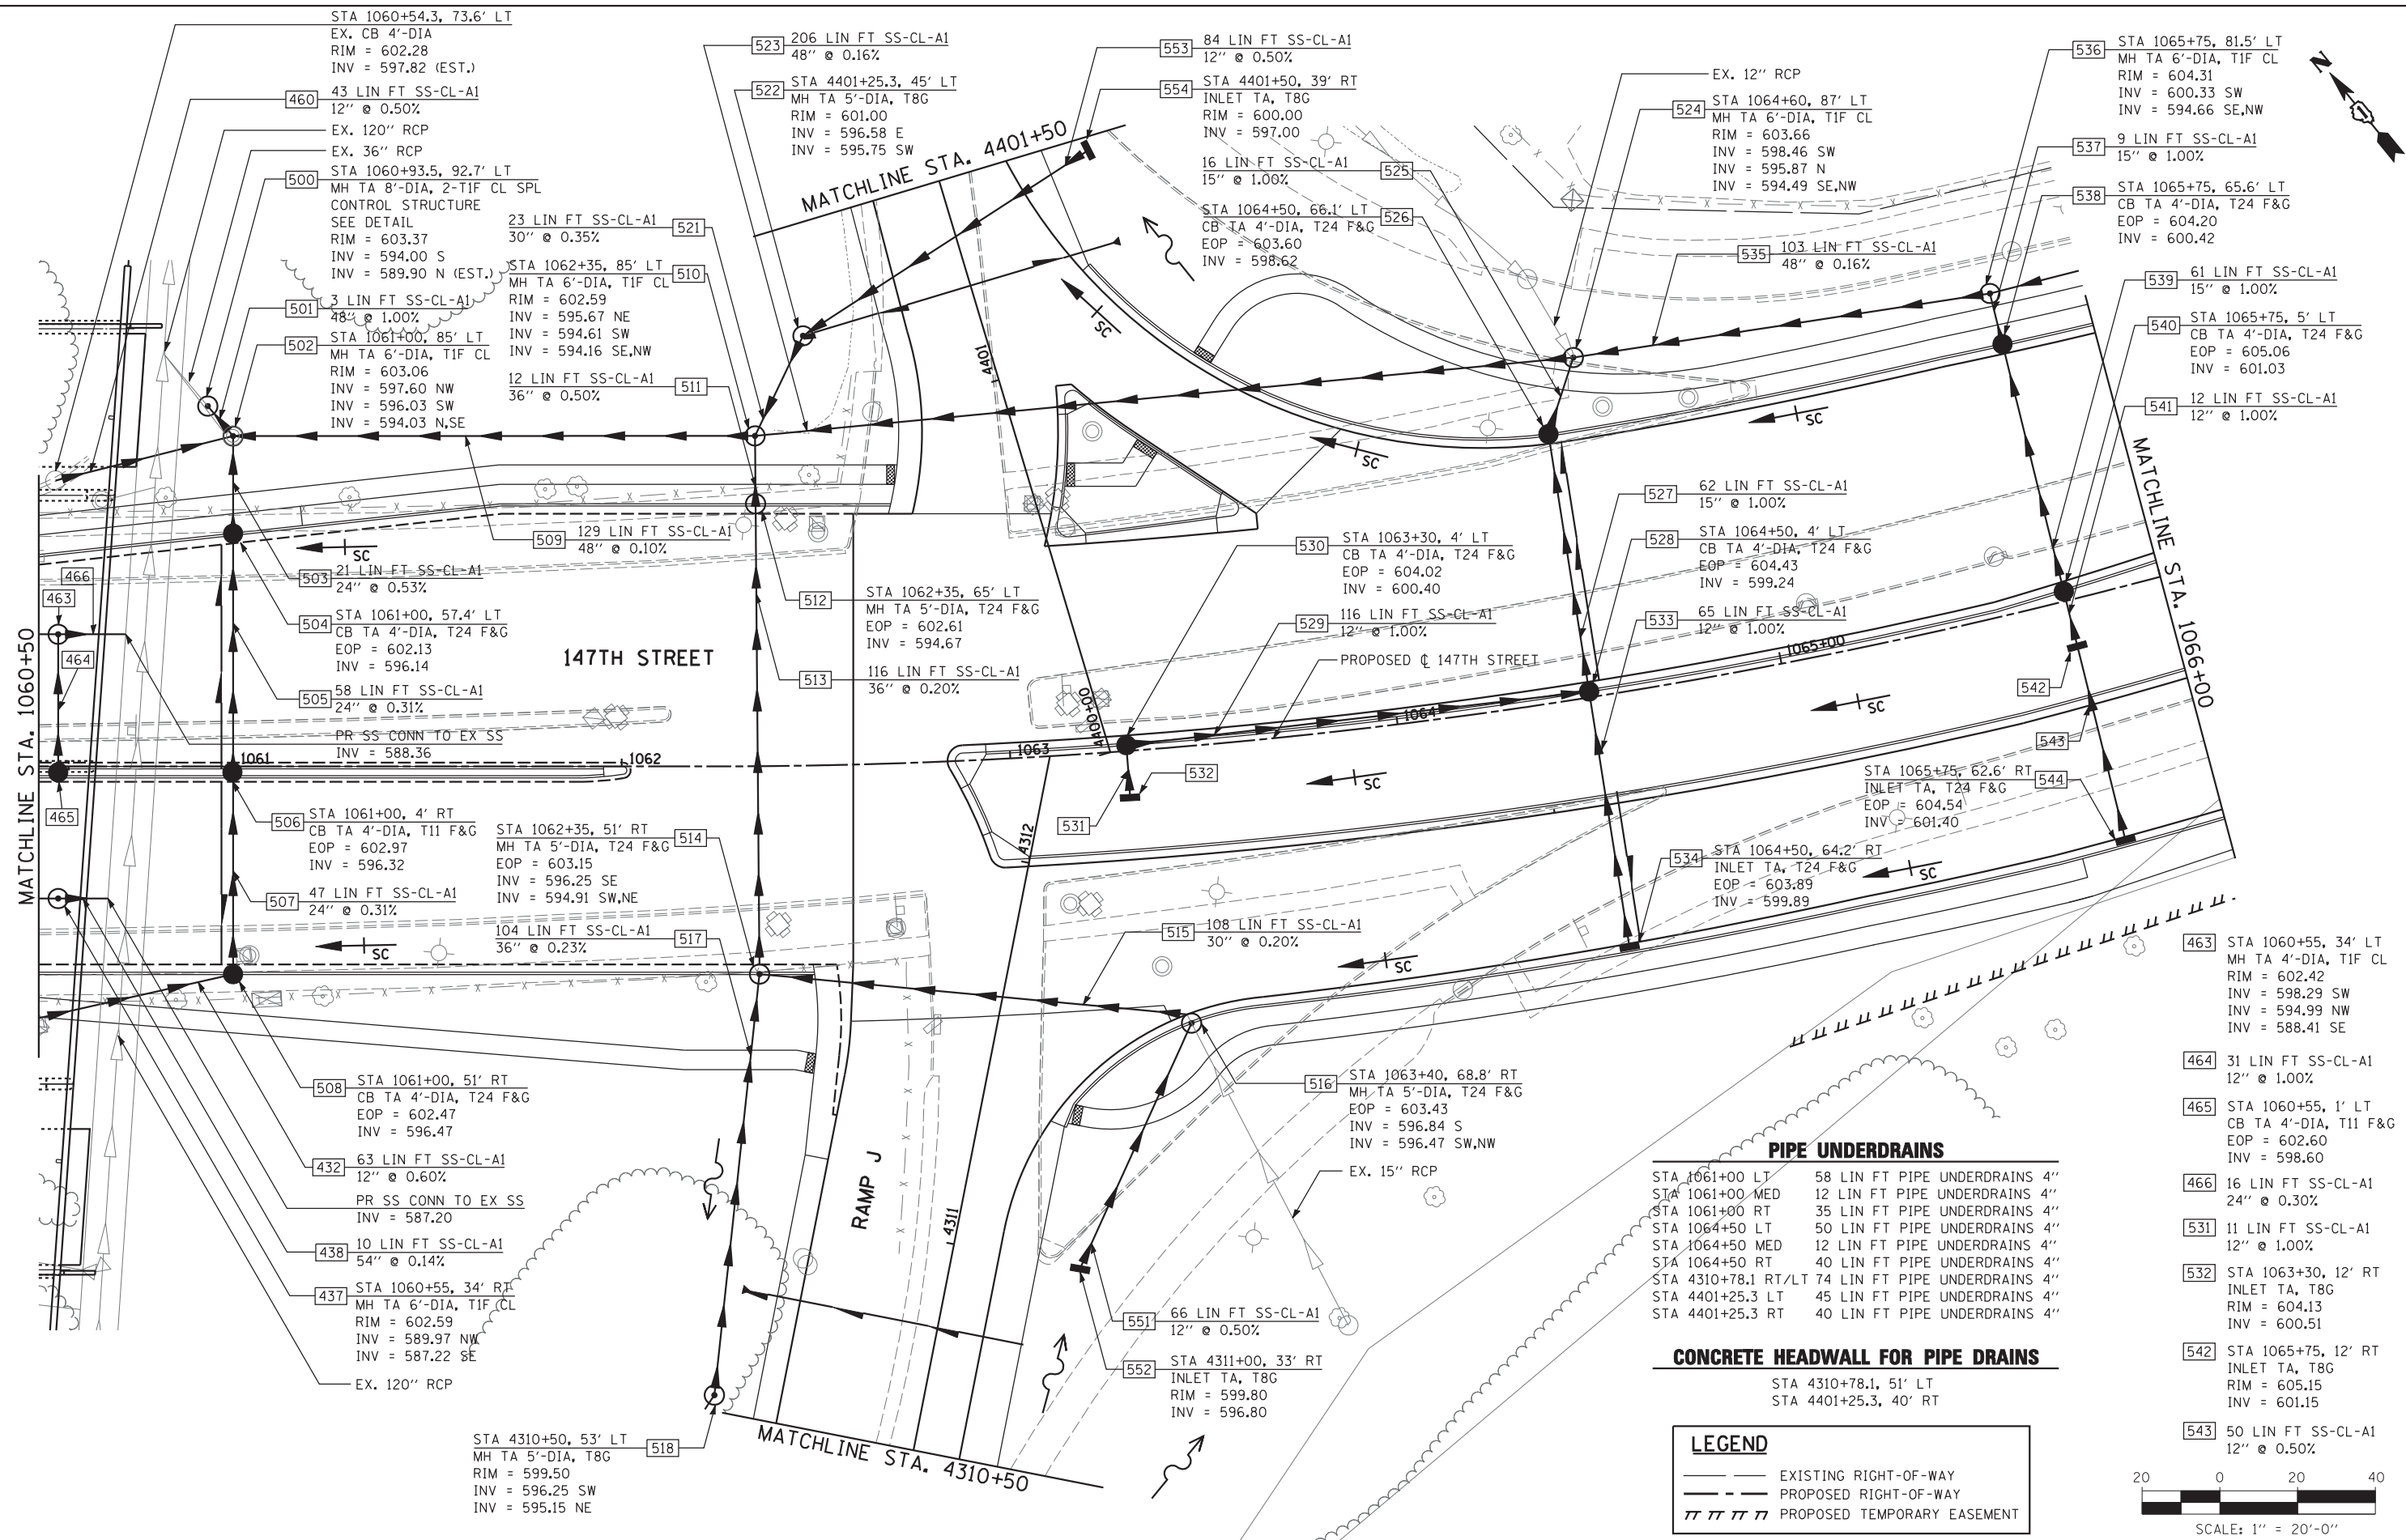 STA 1060+54.3, 73.6' LT
EX. CB 4'-DIA
RIM = 602.28
INV = 597.82 (EST.)
460
43 LIN FT SS-CL-A1
12'' @ 0.50%
EX. 120'' RCP
EX. 36'' RCP
500
STA 1060+93.5, 92.7' LT
MH TA 8'-DIA, 2-T1F CL SPL
CONTROL STRUCTURE
SEE DETAIL
RIM = 603.37
INV = 594.00 S
INV = 589.90 N (EST.)
501
3 LIN FT SS-CL-A1
48'' @ 1.00%
502
STA 1061+00, 85' LT
MH TA 6'-DIA, T1F CL
RIM = 603.06
INV = 597.60 NW
INV = 596.03 SW
INV = 594.03 N,SE
23 LIN FT SS-CL-A1
30'' @ 0.35%
521
STA 1062+35, 85' LT
MH TA 6'-DIA, T1F CL
RIM = 602.59
INV = 595.67 NE
INV = 594.61 SW
INV = 594.16 SE,NW
510
12 LIN FT SS-CL-A1
36'' @ 0.50%
511
523
206 LIN FT SS-CL-A1
48'' @ 0.16%
522
STA 4401+25.3, 45' LT
MH TA 5'-DIA, T8G
RIM = 601.00
INV = 596.58 E
INV = 595.75 SW
MATCHLINE STA. 4401+50
553
84 LIN FT SS-CL-A1
12'' @ 0.50%
554
STA 4401+50, 39' RT
INLET TA, T8G
RIM = 600.00
INV = 597.00
16 LIN FT SS-CL-A1
15'' @ 1.00%
525
STA 1064+50, 66.1' LT
CB TA 4'-DIA, T24 F&G
EOP = 603.60
INV = 598.62
526
EX. 12'' RCP
524
STA 1064+60, 87' LT
MH TA 6'-DIA, T1F CL
RIM = 603.66
INV = 598.46 SW
INV = 595.87 N
INV = 594.49 SE,NW
535
103 LIN FT SS-CL-A1
48'' @ 0.16%
536
STA 1065+75, 81.5' LT
MH TA 6'-DIA, T1F CL
RIM = 604.31
INV = 600.33 SW
INV = 594.66 SE,NW
537
9 LIN FT SS-CL-A1
15'' @ 1.00%
538
STA 1065+75, 65.6' LT
CB TA 4'-DIA, T24 F&G
EOP = 604.20
INV = 600.42
539
61 LIN FT SS-CL-A1
15'' @ 1.00%
540
STA 1065+75, 5' LT
CB TA 4'-DIA, T24 F&G
EOP = 605.06
INV = 601.03
541
12 LIN FT SS-CL-A1
12'' @ 1.00%
N
1
MATCHLINE STA. 1066+00
MATCHLINE STA. 1060+50
466
463
464
465
503
21 LIN FT SS-CL-A1
24'' @ 0.53%
504
STA 1061+00, 57.4' LT
CB TA 4'-DIA, T24 F&G
EOP = 602.13
INV = 596.14
505
58 LIN FT SS-CL-A1
24'' @ 0.31%
PR SS CONN TO EX SS
INV = 588.36
509
129 LIN FT SS-CL-A1
48'' @ 0.10%
147TH STREET
512
STA 1062+35, 65' LT
MH TA 5'-DIA, T24 F&G
EOP = 602.61
INV = 594.67
513
116 LIN FT SS-CL-A1
36'' @ 0.20%
530
STA 1063+30, 4' LT
CB TA 4'-DIA, T24 F&G
EOP = 604.02
INV = 600.40
529
116 LIN FT SS-CL-A1
12'' @ 1.00%
PROPOSED ℄ 147TH STREET
527
62 LIN FT SS-CL-A1
15'' @ 1.00%
528
STA 1064+50, 4' LT
CB TA 4'-DIA, T24 F&G
EOP = 604.43
INV = 599.24
533
65 LIN FT SS-CL-A1
12'' @ 1.00%
SC
SC
SC
SC
SC
SC
SC
SC
SC
SC
4401
4400+00
4312
4311
1061
1062
1063
1064
1065+00
542
543
STA 1065+75, 62.6' RT
INLET TA, T24 F&G
EOP = 604.54
INV = 601.40
544
532
531
534
STA 1064+50, 64.2' RT
INLET TA, T24 F&G
EOP = 603.89
INV = 599.89
506
STA 1061+00, 4' RT
CB TA 4'-DIA, T11 F&G
EOP = 602.97
INV = 596.32
507
47 LIN FT SS-CL-A1
24'' @ 0.31%
STA 1062+35, 51' RT
MH TA 5'-DIA, T24 F&G
EOP = 603.15
INV = 596.25 SE
INV = 594.91 SW,NE
514
104 LIN FT SS-CL-A1
36'' @ 0.23%
517
515
108 LIN FT SS-CL-A1
30'' @ 0.20%
508
STA 1061+00, 51' RT
CB TA 4'-DIA, T24 F&G
EOP = 602.47
INV = 596.47
432
63 LIN FT SS-CL-A1
12'' @ 0.60%
PR SS CONN TO EX SS
INV = 587.20
438
10 LIN FT SS-CL-A1
54'' @ 0.14%
437
STA 1060+55, 34' RT
MH TA 6'-DIA, T1F CL
RIM = 602.59
INV = 589.97 NW
INV = 587.22 SE
EX. 120'' RCP
RAMP J
516
STA 1063+40, 68.8' RT
MH TA 5'-DIA, T24 F&G
EOP = 603.43
INV = 596.84 S
INV = 596.47 SW,NW
EX. 15'' RCP
551
66 LIN FT SS-CL-A1
12'' @ 0.50%
552
STA 4311+00, 33' RT
INLET TA, T8G
RIM = 599.80
INV = 596.80
STA 4310+50, 53' LT
MH TA 5'-DIA, T8G
RIM = 599.50
INV = 596.25 SW
INV = 595.15 NE
518
MATCHLINE STA. 4310+50
PIPE UNDERDRAINS
STA 1061+00 LT 58 LIN FT PIPE UNDERDRAINS 4''
STA 1061+00 MED 12 LIN FT PIPE UNDERDRAINS 4''
STA 1061+00 RT 35 LIN FT PIPE UNDERDRAINS 4''
STA 1064+50 LT 50 LIN FT PIPE UNDERDRAINS 4''
STA 1064+50 MED 12 LIN FT PIPE UNDERDRAINS 4''
STA 1064+50 RT 40 LIN FT PIPE UNDERDRAINS 4''
STA 4310+78.1 RT/LT 74 LIN FT PIPE UNDERDRAINS 4''
STA 4401+25.3 LT 45 LIN FT PIPE UNDERDRAINS 4''
STA 4401+25.3 RT 40 LIN FT PIPE UNDERDRAINS 4''
CONCRETE HEADWALL FOR PIPE DRAINS
STA 4310+78.1, 51' LT
STA 4401+25.3, 40' RT
LEGEND
EXISTING RIGHT-OF-WAY
PROPOSED RIGHT-OF-WAY
PROPOSED TEMPORARY EASEMENT
463
STA 1060+55, 34' LT
MH TA 4'-DIA, T1F CL
RIM = 602.42
INV = 598.29 SW
INV = 594.99 NW
INV = 588.41 SE
464
31 LIN FT SS-CL-A1
12'' @ 1.00%
465
STA 1060+55, 1' LT
CB TA 4'-DIA, T11 F&G
EOP = 602.60
INV = 598.60
466
16 LIN FT SS-CL-A1
24'' @ 0.30%
531
11 LIN FT SS-CL-A1
12'' @ 1.00%
532
STA 1063+30, 12' RT
INLET TA, T8G
RIM = 604.13
INV = 600.51
542
STA 1065+75, 12' RT
INLET TA, T8G
RIM = 605.15
INV = 601.15
543
50 LIN FT SS-CL-A1
12'' @ 0.50%
20 0 20 40
SCALE: 1'' = 20'-0''